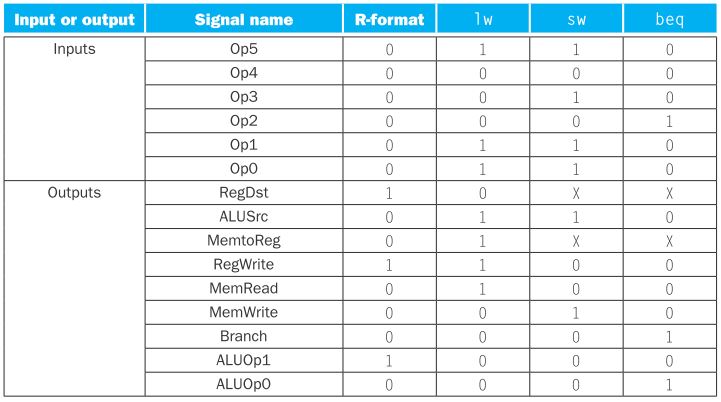 Input or output Signal name R-format lw sw beq
Inputs Op5 0 1 1 0
Op4 0 0 0 0
Op3 0 0 1 0
Op2 0 0 0 1
Op1 0 1 1 0
Op0 0 1 1 0
Outputs RegDst 1 0 X X
ALUSrc 0 1 1 0
MemtoReg 0 1 X X
RegWrite 1 1 0 0
MemRead 0 1 0 0
MemWrite 0 0 1 0
Branch 0 0 0 1
ALUOp1 1 0 0 0
ALUOp0 0 0 0 1